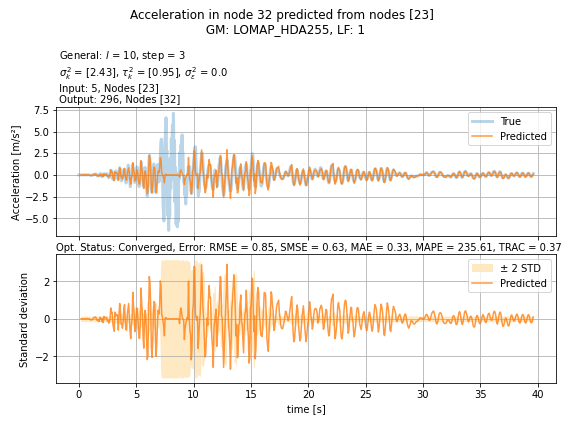 Acceleration in node 32 predicted from nodes [23]
GM: LOMAP_HDA255, LF: 1
General: l = 10, step = 3
σ_k^2 = [2.43], τ_k^2 = [0.95], σ_ε^2 = 0.0
Input: 5, Nodes [23]
Output: 296, Nodes [32]
Acceleration [m/s²]
7.5
5.0
2.5
0.0
−2.5
−5.0
True
Predicted
Opt. Status: Converged, Error: RMSE = 0.85, SMSE = 0.63, MAE = 0.33, MAPE = 235.61, TRAC = 0.37
Standard deviation
2
0
−2
± 2 STD
Predicted
0 5 10 15 20 25 30 35 40
time [s]